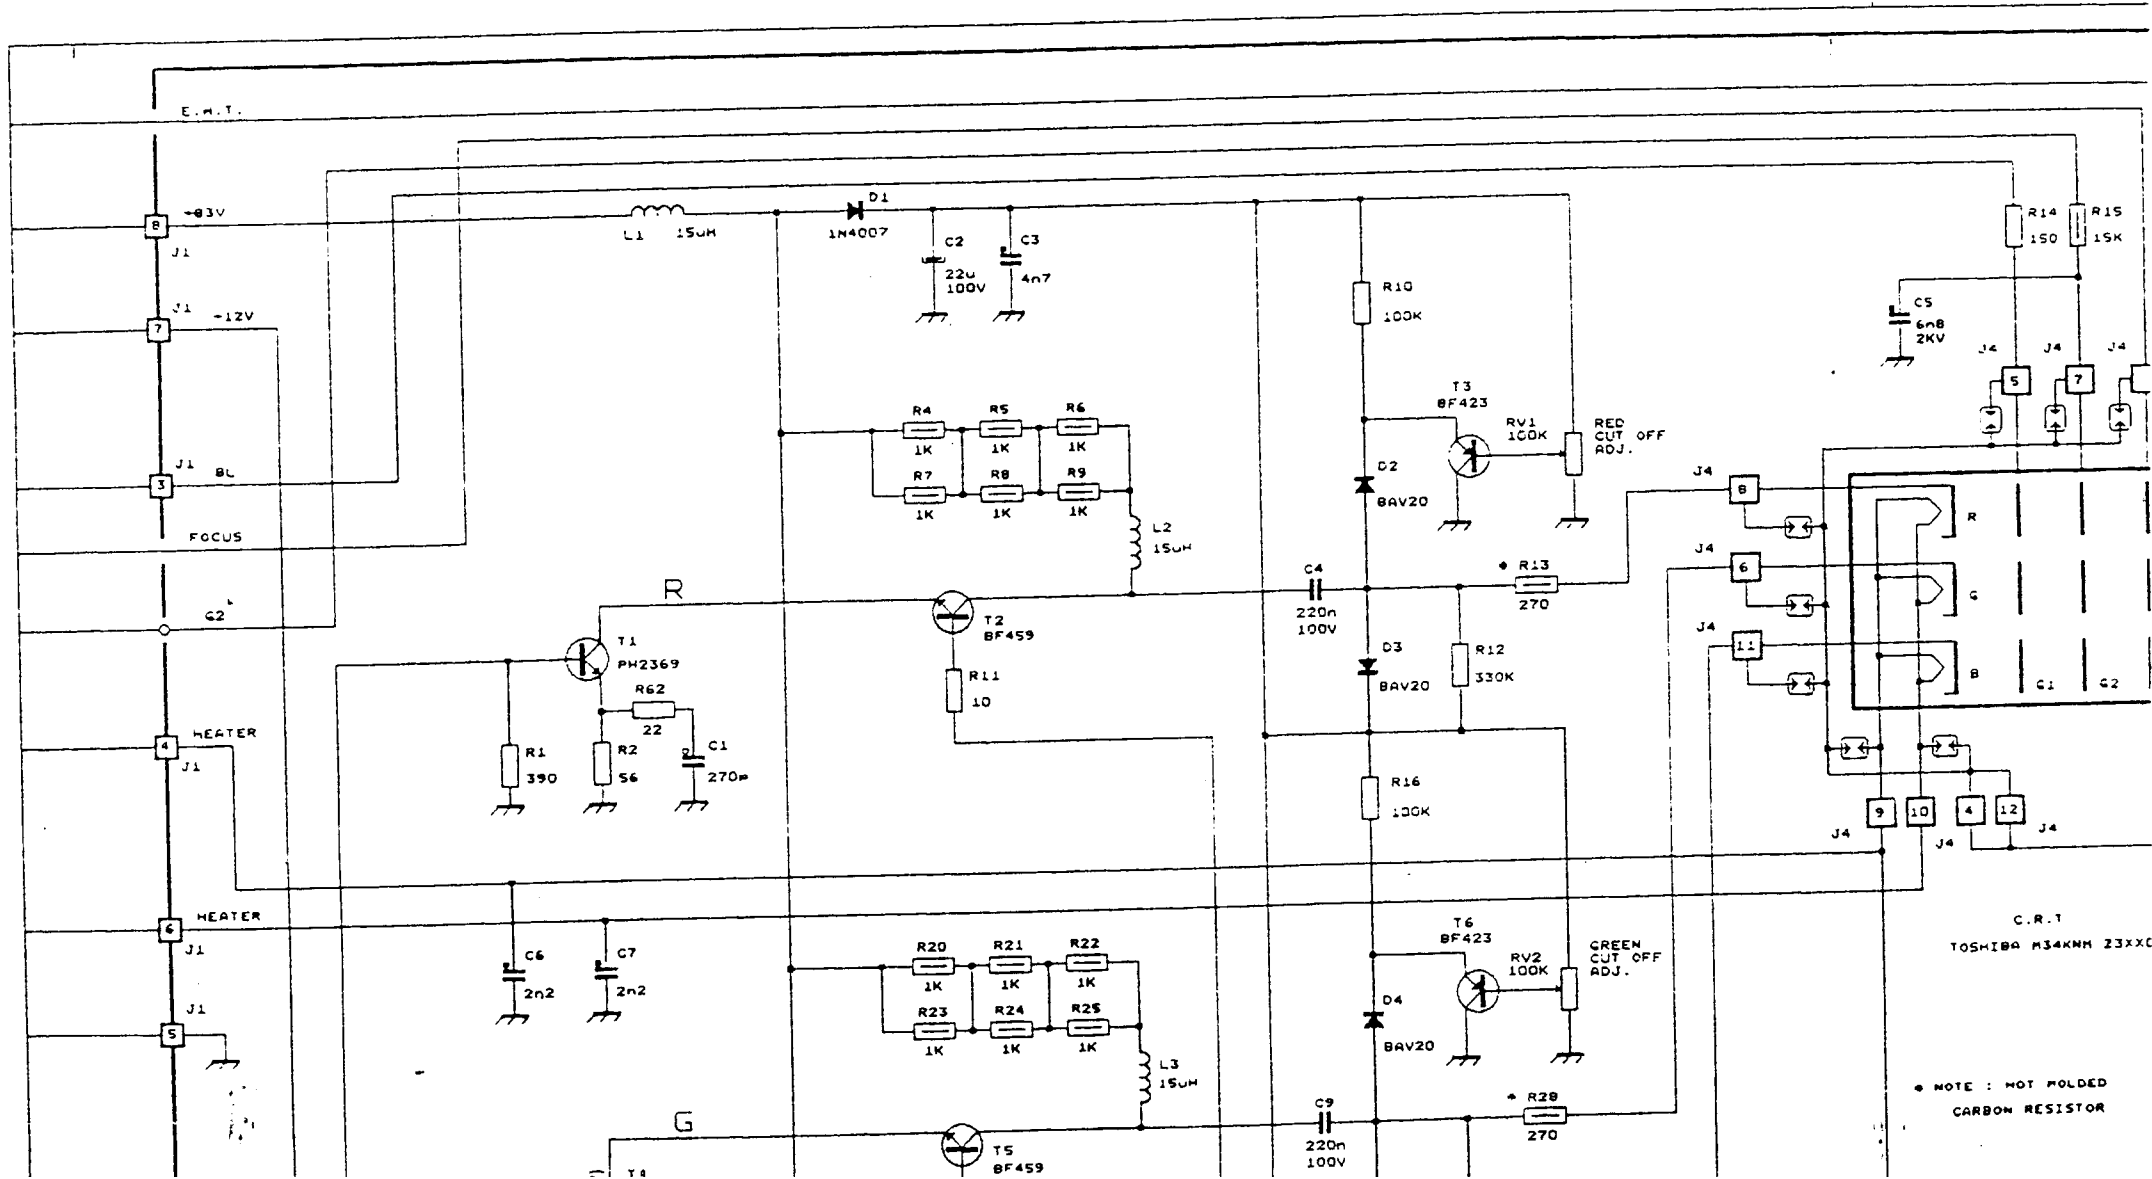 E.H.T.
+83V
8
J1
L1 15uH
D1
1N4007
C2
22u
100V
C3
4n7
R14
150
R15
15K
J1
7
-12V
R10
100K
C5
6n8
2KV
J4
5
J4
7
J4
T3
BF423
RV1
100K
RED
CUT OFF
ADJ.
R4
1K
R5
1K
R6
1K
R7
1K
R8
1K
R9
1K
J1
3
BL
D2
BAV20
J4
8
FOCUS
L2
15uH
R
J4
6
G
J4
11
B
G1
G2
G2
R
T1
PH2369
T2
BF459
C4
220n
100V
* R13
270
D3
BAV20
R12
330K
R11
10
R62
22
R1
390
R2
56
C1
270p
HEATER
4
J1
R16
100K
9
10
4
12
J4
J4
J4
HEATER
6
J1
C6
2n2
C7
2n2
R20
1K
R21
1K
R22
1K
R23
1K
R24
1K
R25
1K
T6
BF423
RV2
100K
GREEN
CUT OFF
ADJ.
C.R.T
TOSHIBA M34KNM
J1
5
D4
BAV20
L3
15uH
G
T5
BF459
C9
220n
100V
* R28
270
* NOTE : HOT MOLDED
CARBON RESISTOR